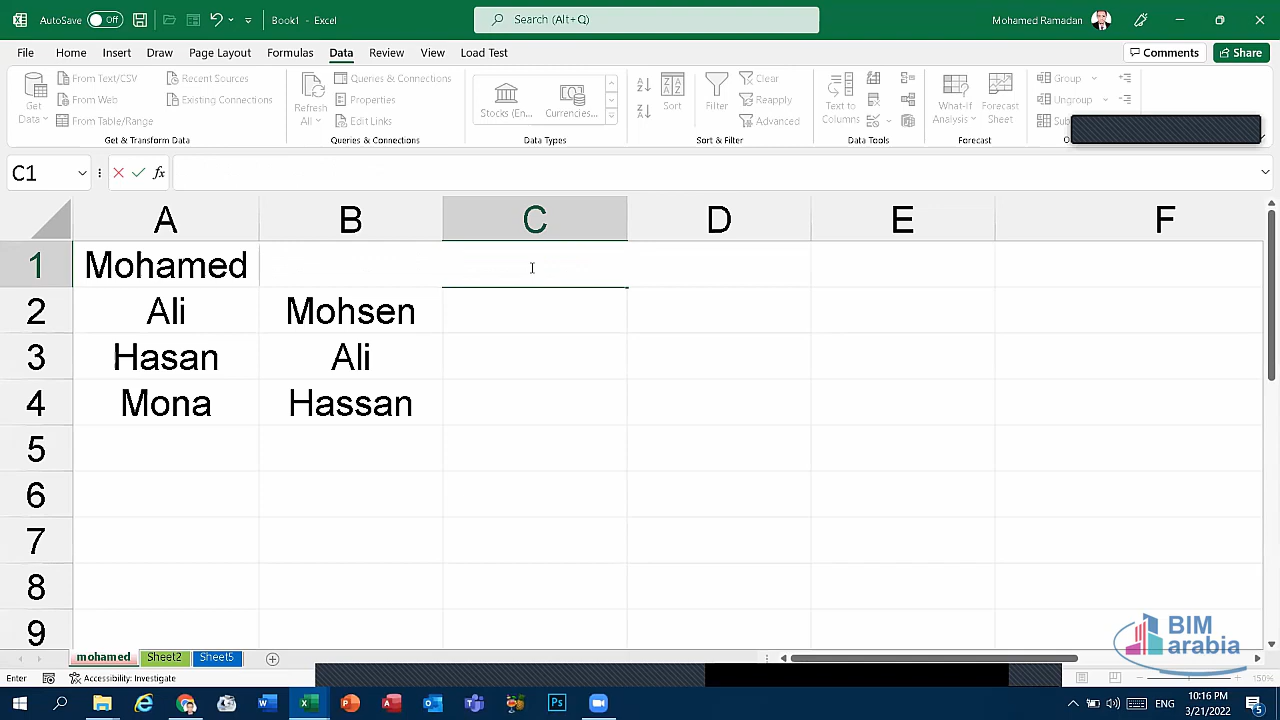 AutoSave Off Book1 - Excel Search (Alt+Q) Mohamed Ramadan
File Home Insert Draw Page Layout Formulas Data Review View Load Test Comments Share
Get Data
From Text/CSV
From Web
From Table/Range
Recent Sources
Existing Connections
Get & Transform Data
Refresh All
Queries & Connections
Properties
Edit Links
Queries & Connections
Stocks (En...
Currencies...
Data Types
Sort
Filter
Clear
Reapply
Advanced
Sort & Filter
Text to Columns
Data Tools
What-If Analysis
Forecast Sheet
Forecast
Group
Ungroup
C1 fx
A B C D E F
1 Mohamed
2 Ali Mohsen
3 Hasan Ali
4 Mona Hassan
5
6
7
8
9
BIM
arabia
mohamed Sheet2 Sheet5
Enter Accessibility: Investigate 150%
ENG 10:16 PM
3/21/2022 5